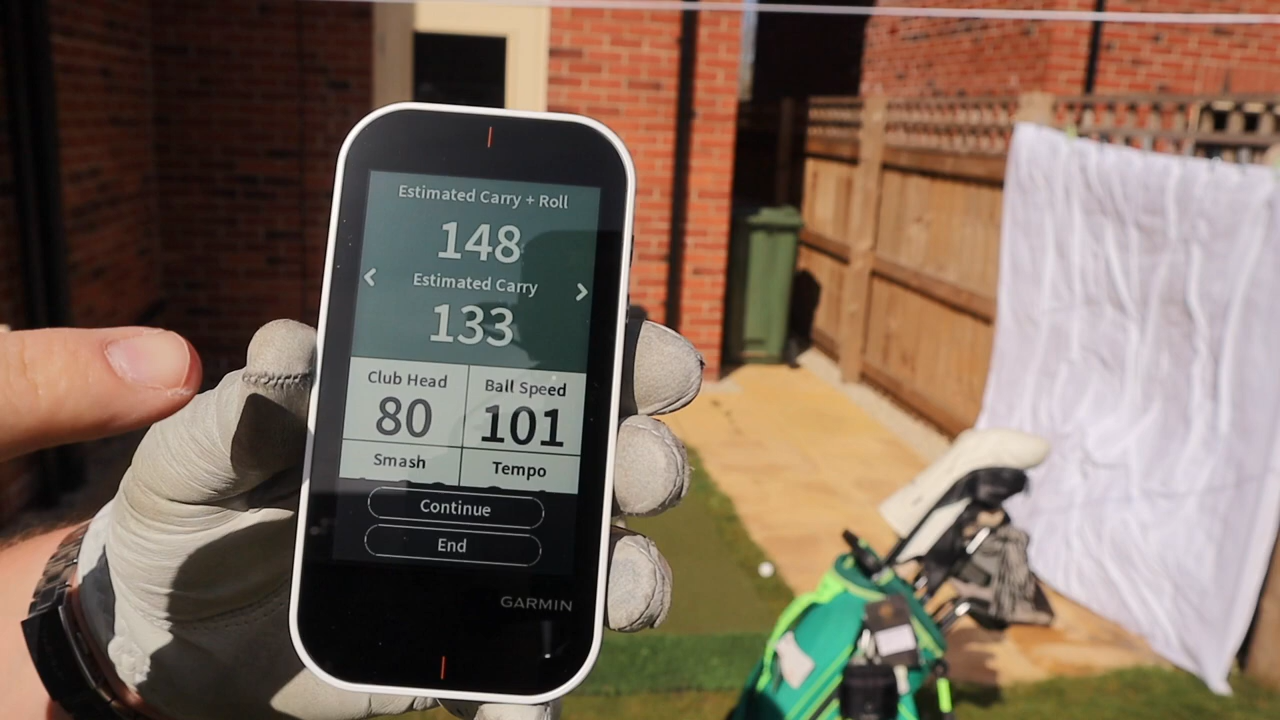 Estimated Carry + Roll
148
Estimated Carry
133
Club Head
Ball Speed
80
101
Smash
Tempo
Continue
End
GARMIN